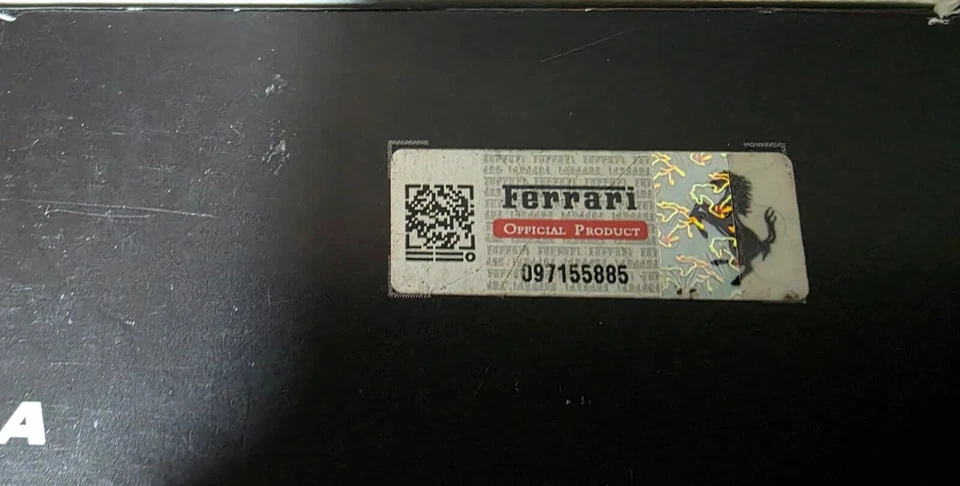 Ferrari
OFFICIAL PRODUCT
097155885
A